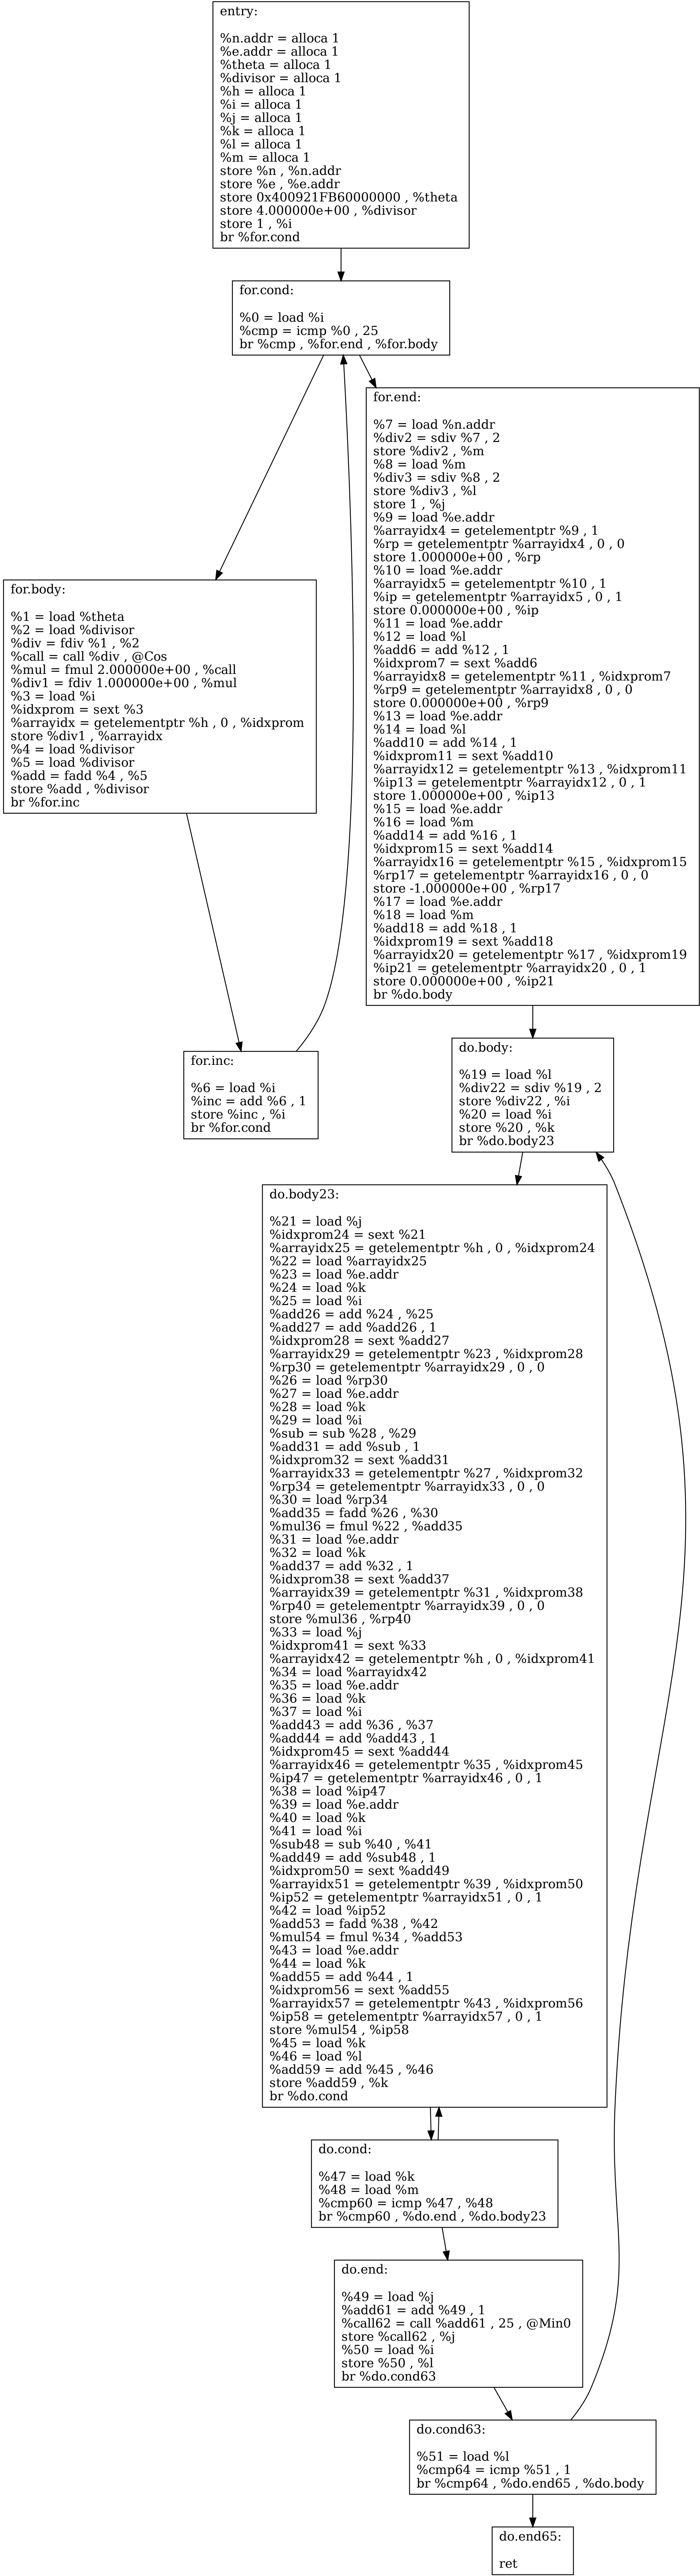 entry:
%n.addr = alloca 1
%e.addr = alloca 1
%theta = alloca 1
%divisor = alloca 1
%h = alloca 1
%i = alloca 1
%j = alloca 1
%k = alloca 1
%l = alloca 1
%m = alloca 1
store %n , %n.addr
store %e , %e.addr
store 0x400921FB60000000 , %theta
store 4.000000e+00 , %divisor
store 1 , %i
br %for.cond
for.cond:
%0 = load %i
%cmp = icmp %0 , 25
br %cmp , %for.end , %for.body
for.end:
%7 = load %n.addr
%div2 = sdiv %7 , 2
store %div2 , %m
%8 = load %m
%div3 = sdiv %8 , 2
store %div3 , %l
store 1 , %j
%9 = load %e.addr
%arrayidx4 = getelementptr %9 , 1
%rp = getelementptr %arrayidx4 , 0 , 0
store 1.000000e+00 , %rp
%10 = load %e.addr
%arrayidx5 = getelementptr %10 , 1
%ip = getelementptr %arrayidx5 , 0 , 1
store 0.000000e+00 , %ip
%11 = load %e.addr
%12 = load %l
%add6 = add %12 , 1
%idxprom7 = sext %add6
%arrayidx8 = getelementptr %11 , %idxprom7
%rp9 = getelementptr %arrayidx8 , 0 , 0
store 0.000000e+00 , %rp9
%13 = load %e.addr
%14 = load %l
%add10 = add %14 , 1
%idxprom11 = sext %add10
%arrayidx12 = getelementptr %13 , %idxprom11
%ip13 = getelementptr %arrayidx12 , 0 , 1
store 1.000000e+00 , %ip13
%15 = load %e.addr
%16 = load %m
%add14 = add %16 , 1
%idxprom15 = sext %add14
%arrayidx16 = getelementptr %15 , %idxprom15
%rp17 = getelementptr %arrayidx16 , 0 , 0
store -1.000000e+00 , %rp17
%17 = load %e.addr
%18 = load %m
%add18 = add %18 , 1
%idxprom19 = sext %add18
%arrayidx20 = getelementptr %17 , %idxprom19
%ip21 = getelementptr %arrayidx20 , 0 , 1
store 0.000000e+00 , %ip21
br %do.body
for.body:
%1 = load %theta
%2 = load %divisor
%div = fdiv %1 , %2
%call = call %div , @Cos
%mul = fmul 2.000000e+00 , %call
%div1 = fdiv 1.000000e+00 , %mul
%3 = load %i
%idxprom = sext %3
%arrayidx = getelementptr %h , 0 , %idxprom
store %div1 , %arrayidx
%4 = load %divisor
%5 = load %divisor
%add = fadd %4 , %5
store %add , %divisor
br %for.inc
for.inc:
%6 = load %i
%inc = add %6 , 1
store %inc , %i
br %for.cond
do.body:
%19 = load %l
%div22 = sdiv %19 , 2
store %div22 , %i
%20 = load %i
store %20 , %k
br %do.body23
do.body23:
%21 = load %j
%idxprom24 = sext %21
%arrayidx25 = getelementptr %h , 0 , %idxprom24
%22 = load %arrayidx25
%23 = load %e.addr
%24 = load %k
%25 = load %i
%add26 = add %24 , %25
%add27 = add %add26 , 1
%idxprom28 = sext %add27
%arrayidx29 = getelementptr %23 , %idxprom28
%rp30 = getelementptr %arrayidx29 , 0 , 0
%26 = load %rp30
%27 = load %e.addr
%28 = load %k
%29 = load %i
%sub = sub %28 , %29
%add31 = add %sub , 1
%idxprom32 = sext %add31
%arrayidx33 = getelementptr %27 , %idxprom32
%rp34 = getelementptr %arrayidx33 , 0 , 0
%30 = load %rp34
%add35 = fadd %26 , %30
%mul36 = fmul %22 , %add35
%31 = load %e.addr
%32 = load %k
%add37 = add %32 , 1
%idxprom38 = sext %add37
%arrayidx39 = getelementptr %31 , %idxprom38
%rp40 = getelementptr %arrayidx39 , 0 , 0
store %mul36 , %rp40
%33 = load %j
%idxprom41 = sext %33
%arrayidx42 = getelementptr %h , 0 , %idxprom41
%34 = load %arrayidx42
%35 = load %e.addr
%36 = load %k
%37 = load %i
%add43 = add %36 , %37
%add44 = add %add43 , 1
%idxprom45 = sext %add44
%arrayidx46 = getelementptr %35 , %idxprom45
%ip47 = getelementptr %arrayidx46 , 0 , 1
%38 = load %ip47
%39 = load %e.addr
%40 = load %k
%41 = load %i
%sub48 = sub %40 , %41
%add49 = add %sub48 , 1
%idxprom50 = sext %add49
%arrayidx51 = getelementptr %39 , %idxprom50
%ip52 = getelementptr %arrayidx51 , 0 , 1
%42 = load %ip52
%add53 = fadd %38 , %42
%mul54 = fmul %34 , %add53
%43 = load %e.addr
%44 = load %k
%add55 = add %44 , 1
%idxprom56 = sext %add55
%arrayidx57 = getelementptr %43 , %idxprom56
%ip58 = getelementptr %arrayidx57 , 0 , 1
store %mul54 , %ip58
%45 = load %k
%46 = load %l
%add59 = add %45 , %46
store %add59 , %k
br %do.cond
do.cond:
%47 = load %k
%48 = load %m
%cmp60 = icmp %47 , %48
br %cmp60 , %do.end , %do.body23
do.end:
%49 = load %j
%add61 = add %49 , 1
%call62 = call %add61 , 25 , @Min0
store %call62 , %j
%50 = load %i
store %50 , %l
br %do.cond63
do.cond63:
%51 = load %l
%cmp64 = icmp %51 , 1
br %cmp64 , %do.end65 , %do.body
do.end65:
ret